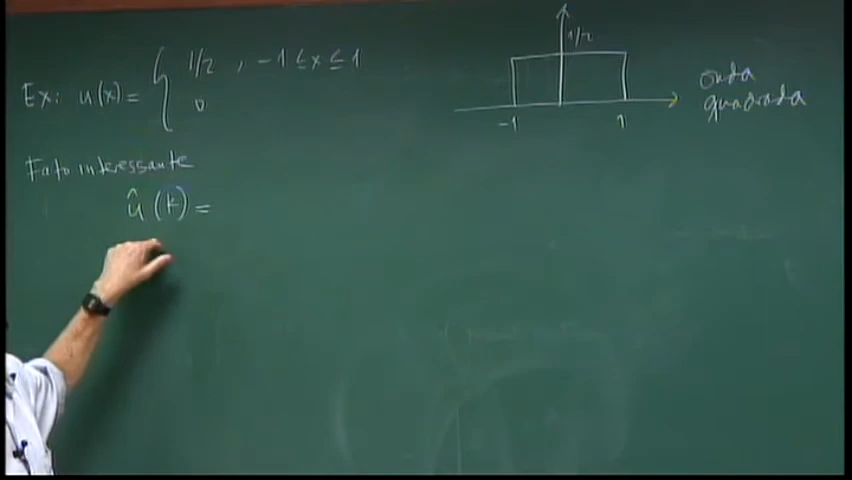 Ex: u(x) = { 1/2 , -1 ≤ x ≤ 1
0
1/2
-1 1
onda
quadrada
Fato interessante
û(k) =